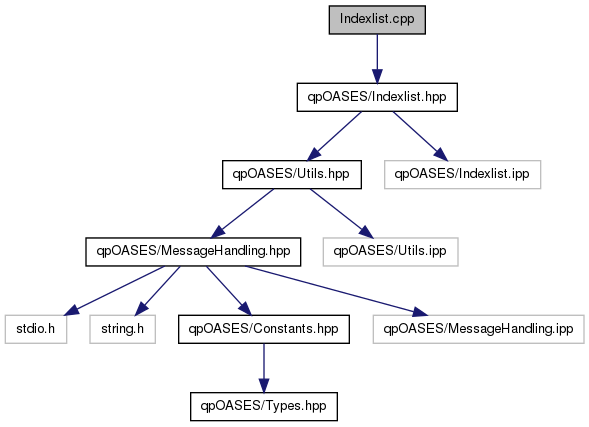 Indexlist.cpp
qpOASES/Indexlist.hpp
qpOASES/Utils.hpp
qpOASES/Indexlist.ipp
qpOASES/MessageHandling.hpp
qpOASES/Utils.ipp
stdio.h
string.h
qpOASES/Constants.hpp
qpOASES/MessageHandling.ipp
qpOASES/Types.hpp